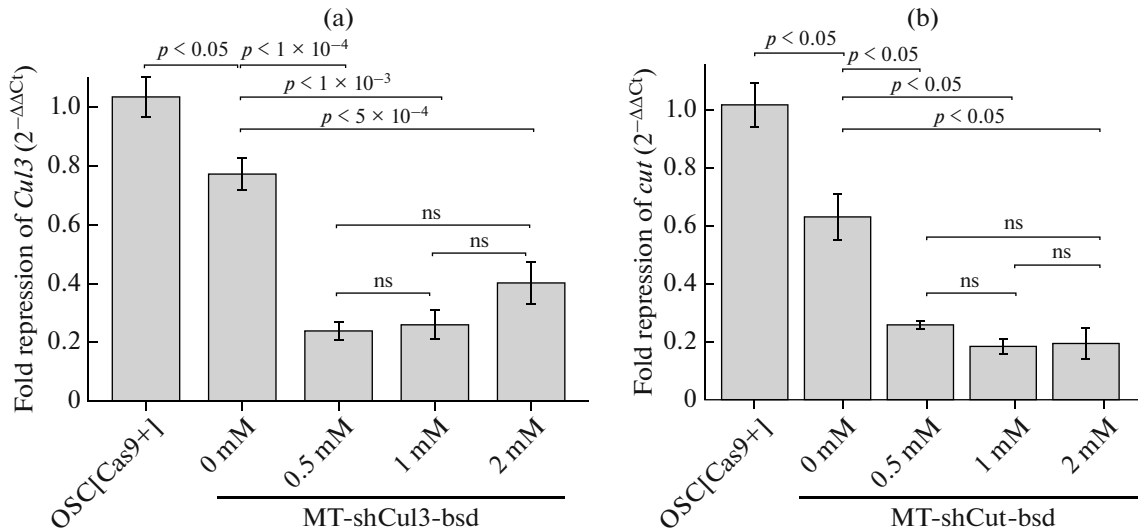 (a)
p < 0.05
p < 1 × 10⁻⁴
p < 1 × 10⁻³
p < 5 × 10⁻⁴
ns
ns
ns
Fold repression of Cul3 (2⁻ΔΔCt)
1.0
0.8
0.6
0.4
0.2
0
OSC[Cas9+]
0 mM
0.5 mM
1 mM
2 mM
MT-shCul3-bsd
(b)
p < 0.05
p < 0.05
p < 0.05
p < 0.05
ns
ns
ns
Fold repression of cut (2⁻ΔΔCt)
1.0
0.8
0.6
0.4
0.2
0
OSC[Cas9+]
0 mM
0.5 mM
1 mM
2 mM
MT-shCut-bsd